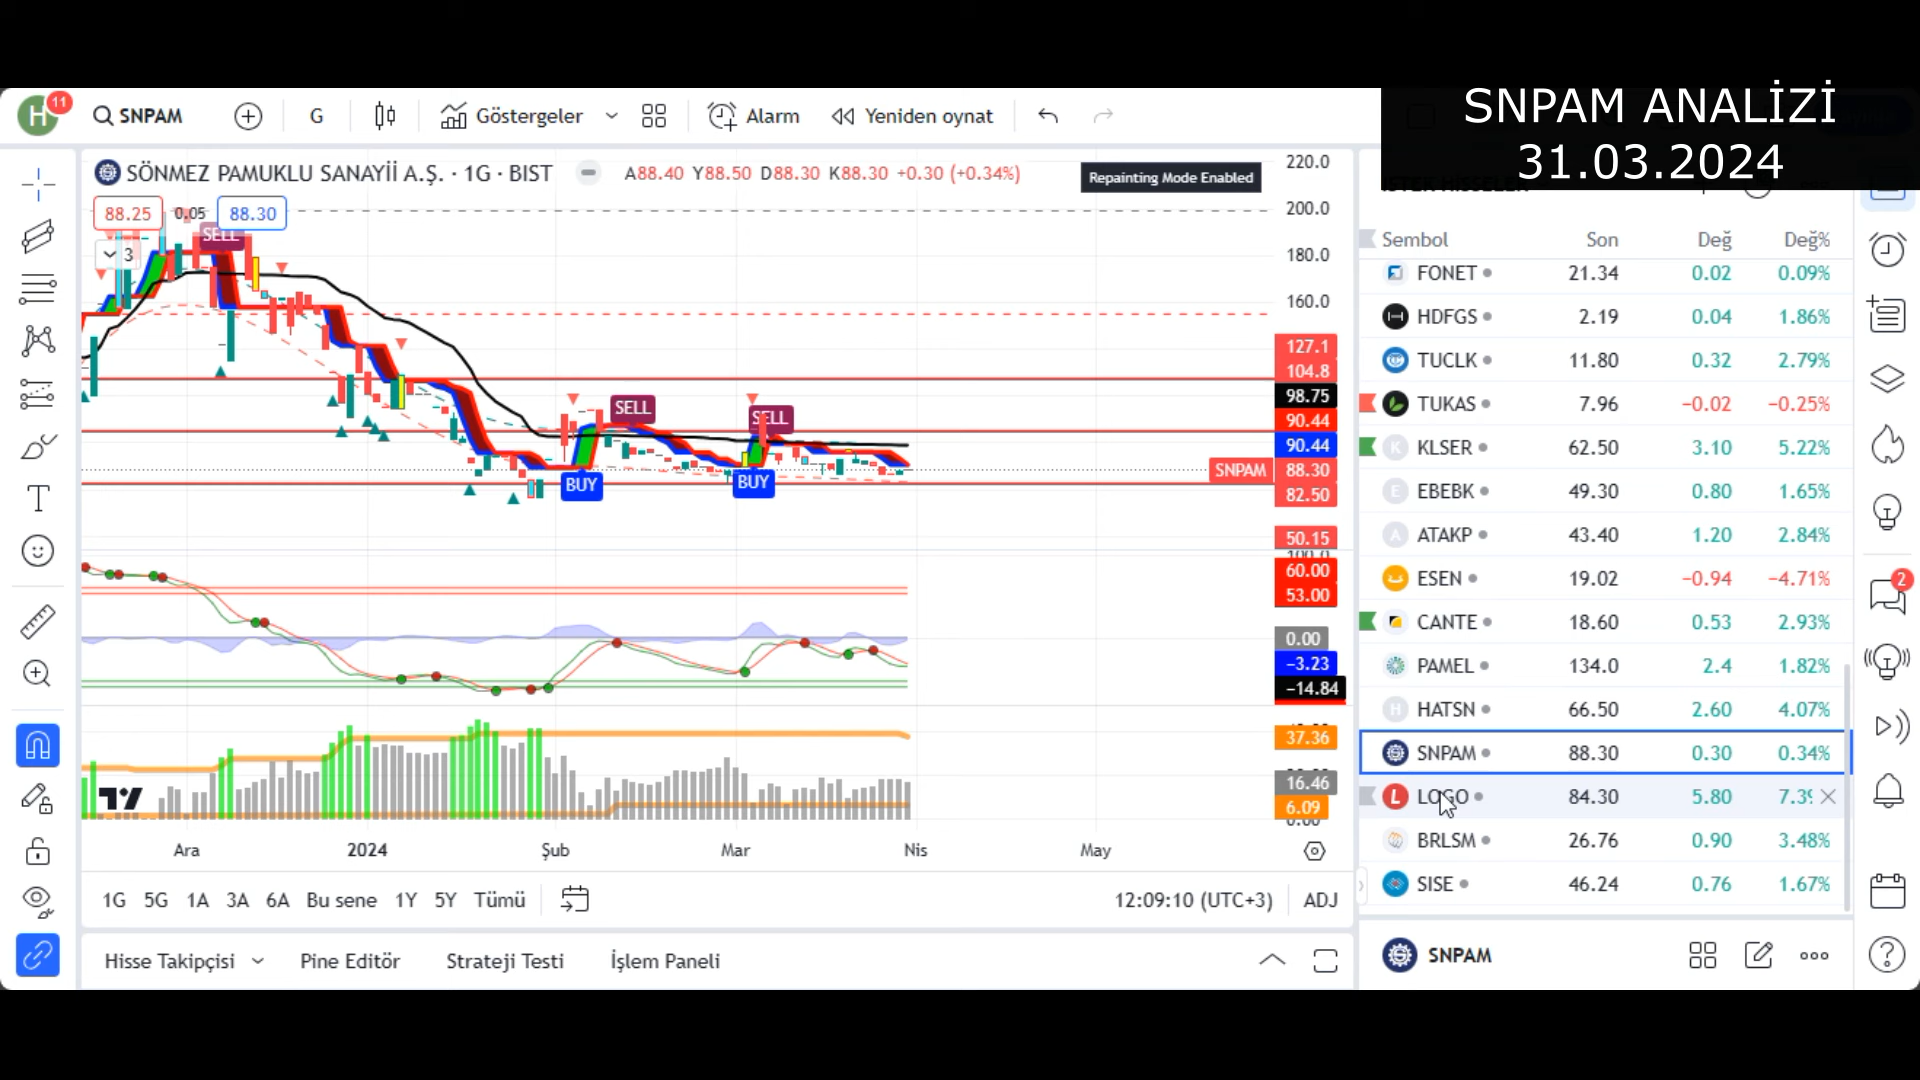 SNPAM ANALİZİ
31.03.2024
H 11
SNPAM
G
Göstergeler
Alarm
Yeniden oynat
SÖNMEZ PAMUKLU SANAYİİ A.Ş. · 1G · BIST
A88.40 Y88.50 D88.30 K88.30 +0.30 (+0.34%)
Repainting Mode Enabled
88.25 0.05 88.30
3
SELL
SELL
SELL
BUY
BUY
220.0
200.0
180.0
160.0
127.1
104.8
98.75
90.44
90.44
SNPAM 88.30
82.50
50.15
100.0
60.00
53.00
0.00
−3.23
−14.84
37.36
16.46
6.09
0.00
Ara 2024 Şub Mar Nis May
1G 5G 1A 3A 6A Bu sene 1Y 5Y Tümü
12:09:10 (UTC+3) ADJ
Hisse Takipçisi Pine Editör Strateji Testi İşlem Paneli
Sembol Son Değ Değ%
FONET 21.34 0.02 0.09%
HDFGS 2.19 0.04 1.86%
TUCLK 11.80 0.32 2.79%
TUKAS 7.96 −0.02 −0.25%
K KLSER 62.50 3.10 5.22%
E EBEBK 49.30 0.80 1.65%
A ATAKP 43.40 1.20 2.84%
ESEN 19.02 −0.94 −4.71%
CANTE 18.60 0.53 2.93%
PAMEL 134.0 2.4 1.82%
H HATSN 66.50 2.60 4.07%
SNPAM 88.30 0.30 0.34%
L LOGO 84.30 5.80
BRLSM 26.76 0.90 3.48%
SISE 46.24 0.76 1.67%
SNPAM
2